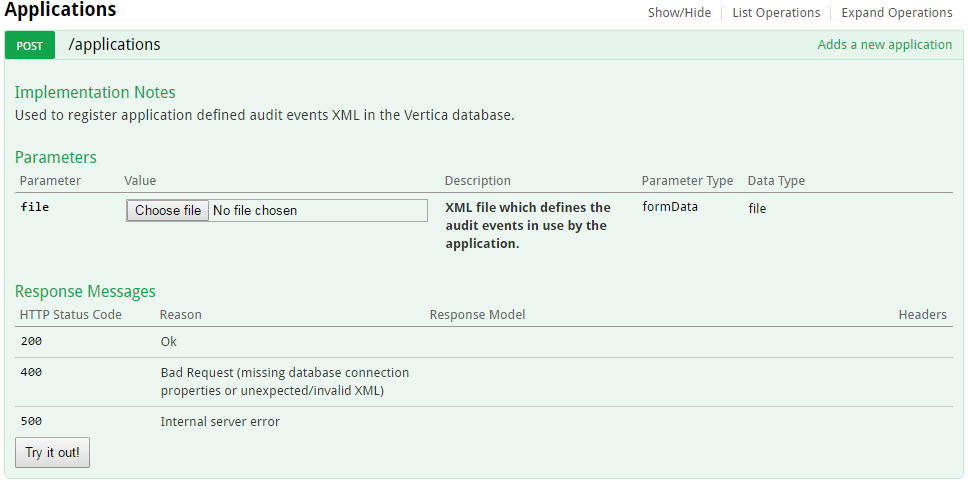 Applications
Show/Hide List Operations Expand Operations
POST /applications Adds a new application
Implementation Notes
Used to register application defined audit events XML in the Vertica database.
Parameters
Parameter Value Description Parameter Type Data Type
file Choose file No file chosen XML file which defines the formData file
audit events in use by the
application.
Response Messages
HTTP Status Code Reason Response Model Headers
200 Ok
400 Bad Request (missing database connection
properties or unexpected/invalid XML)
500 Internal server error
Try it out!